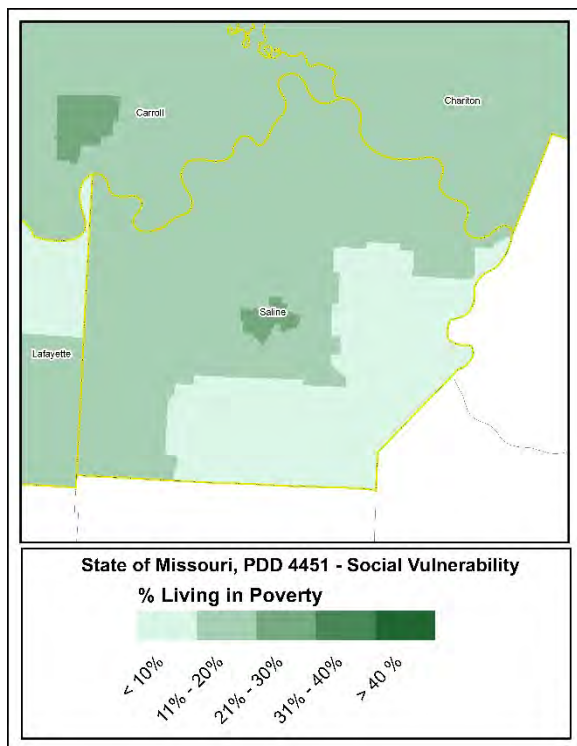 Carroll
Chariton
Saline
Lafayette
State of Missouri, PDD 4451 - Social Vulnerability
% Living in Poverty
< 10%
11% - 20%
21% - 30%
31% - 40%
> 40 %